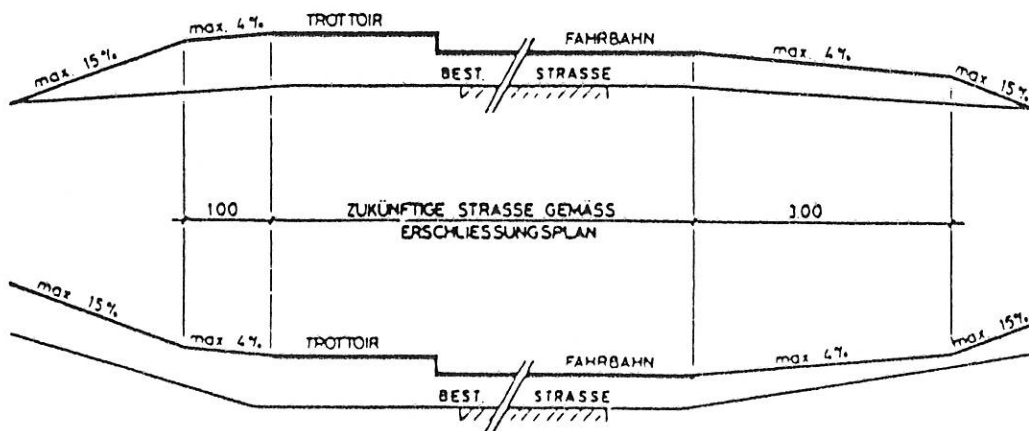 max. 15%
max. 4%
TROTTOIR
FAHRBAHN
max. 4%
max. 15%
BEST. STRASSE
100
ZUKÜNFTIGE STRASSE GEMÄSS
ERSCHLIESSUNGSPLAN
300
max. 15%
max. 4%
TROTTOIR
FAHRBAHN
max. 4%
max. 15%
BEST. STRASSE